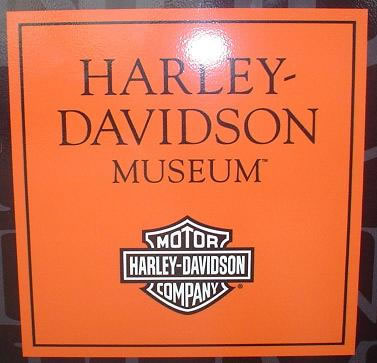 HARLEY-
DAVIDSON
MUSEUM™
MOTOR
HARLEY-DAVIDSON
COMPANY®